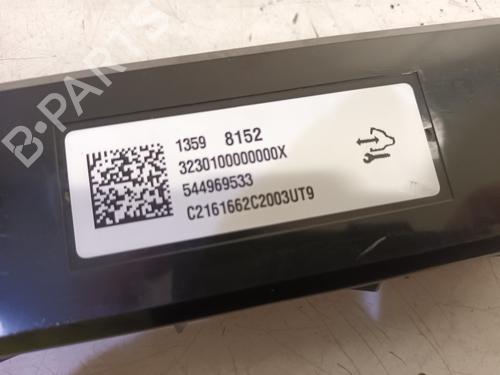 1359 8152
3230100000000X
544969533
C2161662C2003UT9
B-PARTS